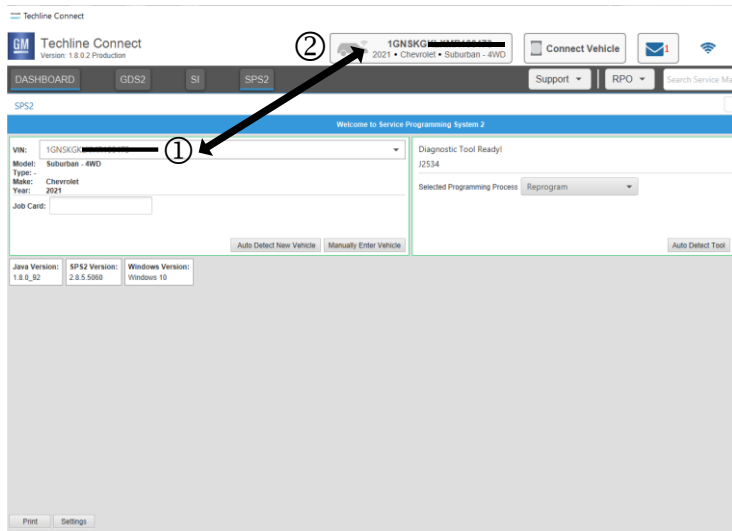 Techline Connect
GM Techline Connect
Version: 1.8.0.2 Production
② 1GNSKG
2021 • Chevrolet • Suburban - 4WD
Connect Vehicle
1
DASHBOARD GDS2 SI SPS2
Support RPO Search Service Ma
SPS2
Welcome to Service Programming System 2
VIN: 1GNSKGK ①
Model: Suburban - 4WD
Type: -
Make: Chevrolet
Year: 2021
Job Card:
Auto Detect New Vehicle Manually Enter Vehicle
Diagnostic Tool Ready!
J2534
Selected Programming Process Reprogram
Auto Detect Tool
Java Version: SPS2 Version: Windows Version:
1.8.0_92 2.8.5.5060 Windows 10
Print Settings